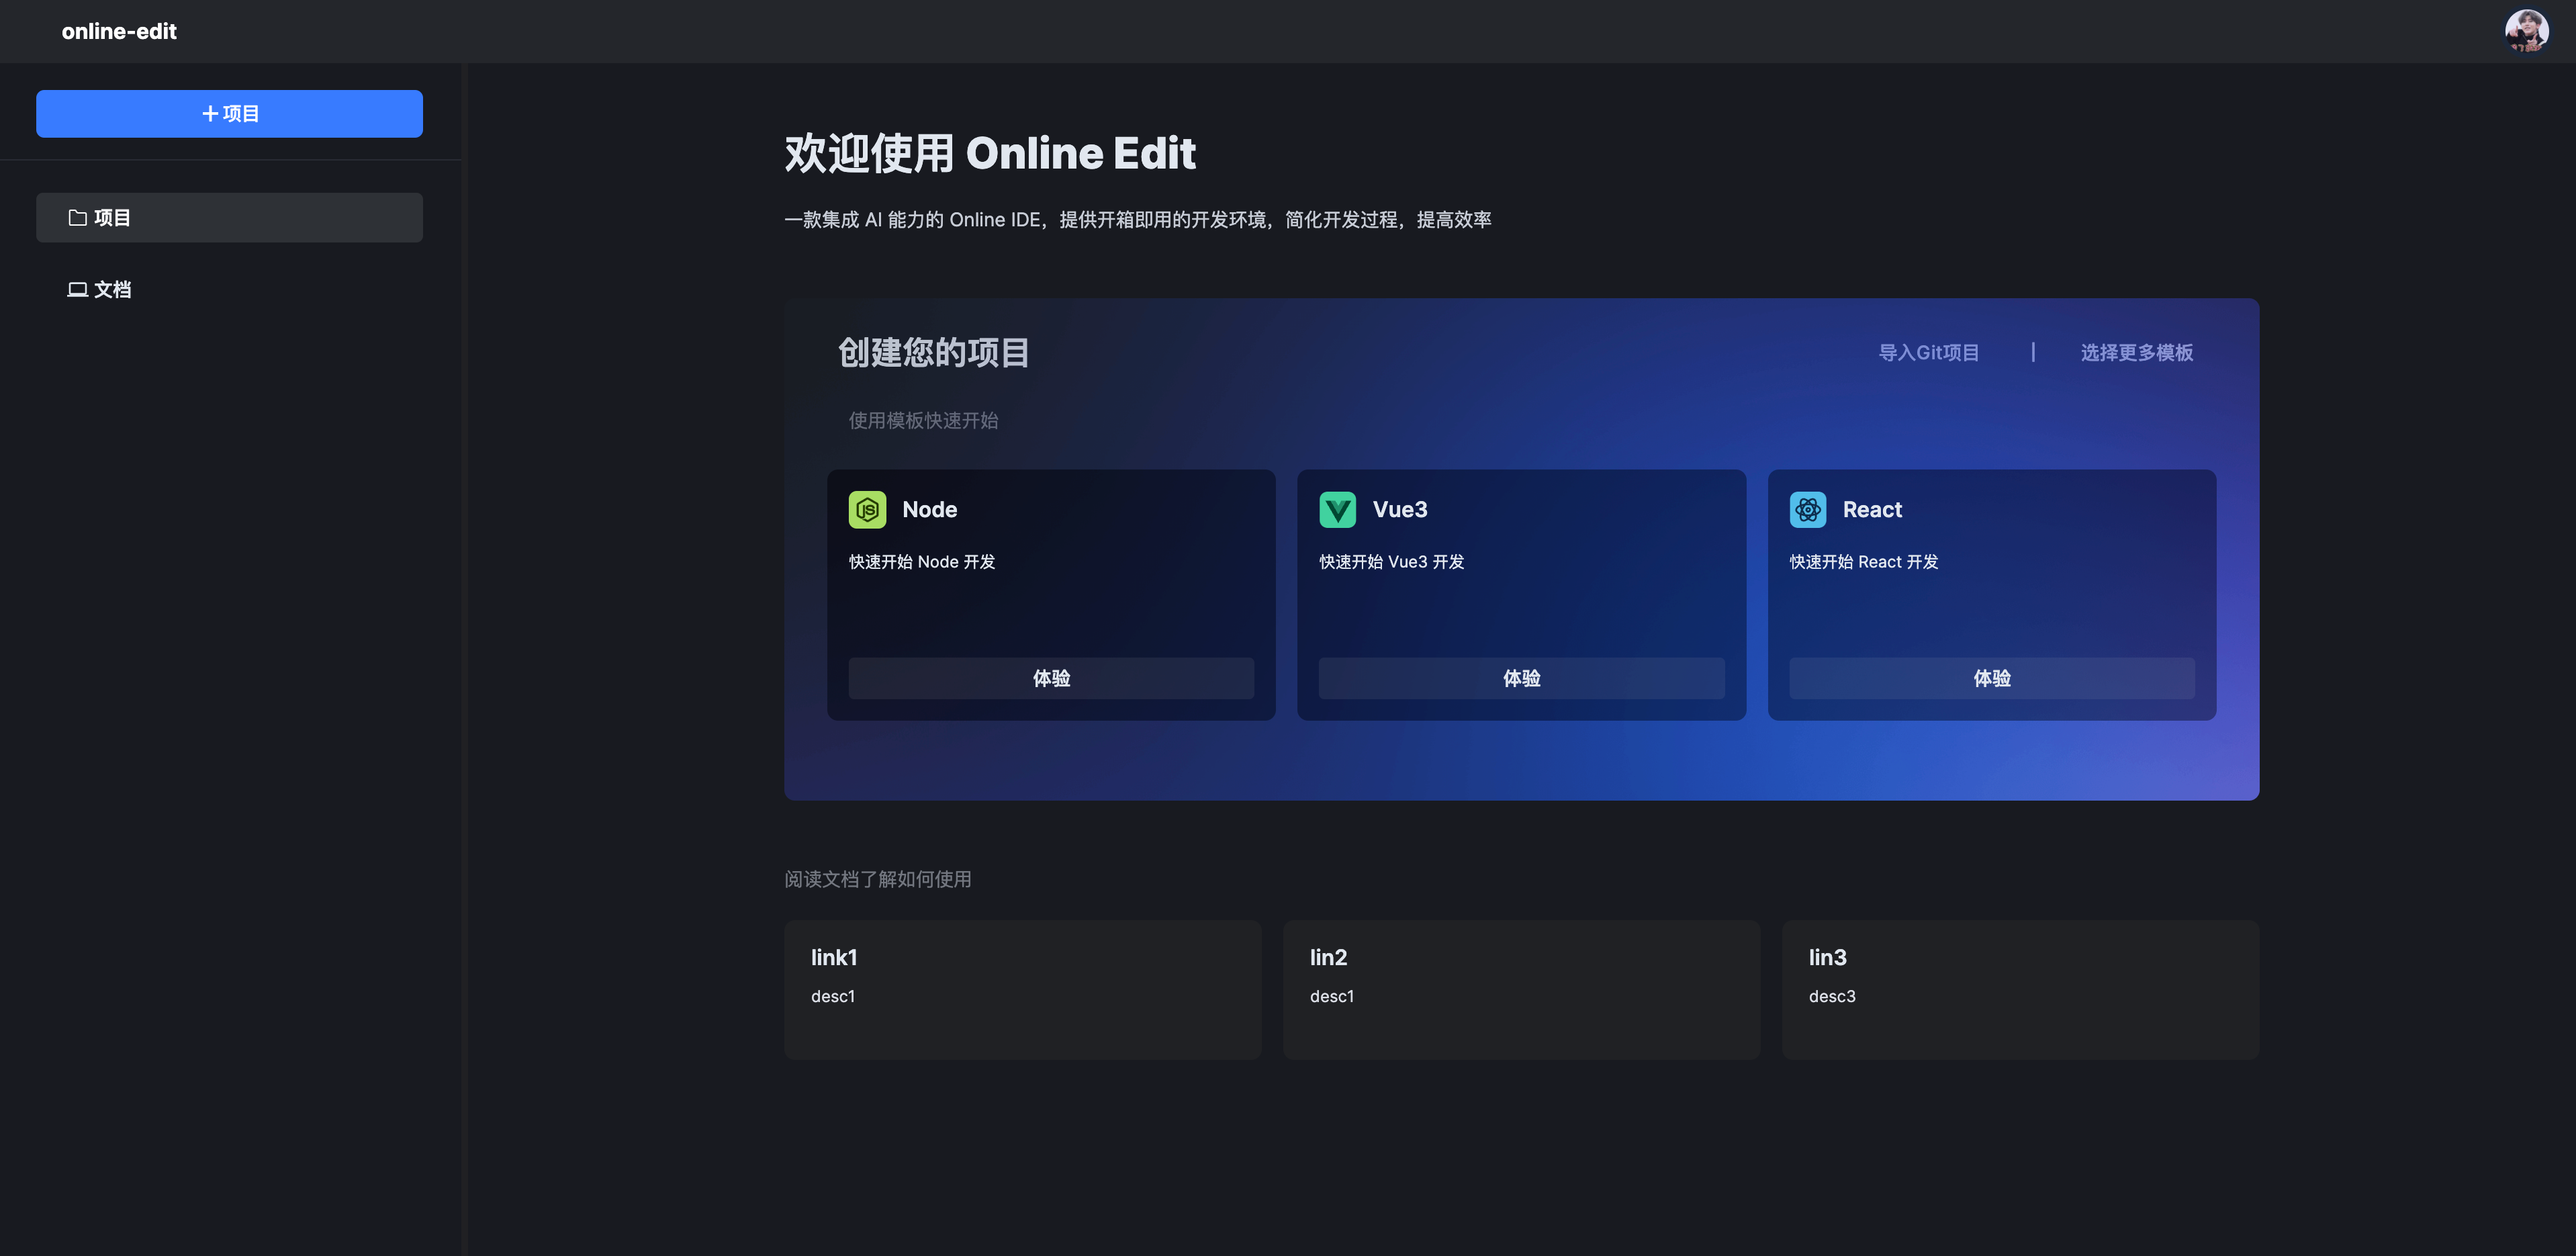 online-edit
+ 项目
项目
文档
欢迎使用 Online Edit
一款集成 AI 能力的 Online IDE，提供开箱即用的开发环境，简化开发过程，提高效率
创建您的项目
导入Git项目 | 选择更多模板
使用模板快速开始
Node
快速开始 Node 开发
体验
Vue3
快速开始 Vue3 开发
体验
React
快速开始 React 开发
体验
阅读文档了解如何使用
link1
desc1
lin2
desc1
lin3
desc3